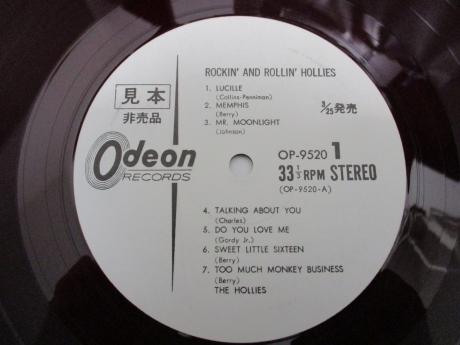 ROCKIN' AND ROLLIN' HOLLIES
1. LUCILLE
(Collins-Penniman)
2. MEMPHIS
(Berry)
3. MR. MOONLIGHT
(Johnson)
見本
非売品
3/25発売
Odeon
RECORDS
OP-9520 1
33 1/3 RPM STEREO
(OP-9520-A)
4. TALKING ABOUT YOU
(Charles)
5. DO YOU LOVE ME
(Gordy Jr.)
6. SWEET LITTLE SIXTEEN
(Berry)
7. TOO MUCH MONKEY BUSINESS
(Berry)
THE HOLLIES